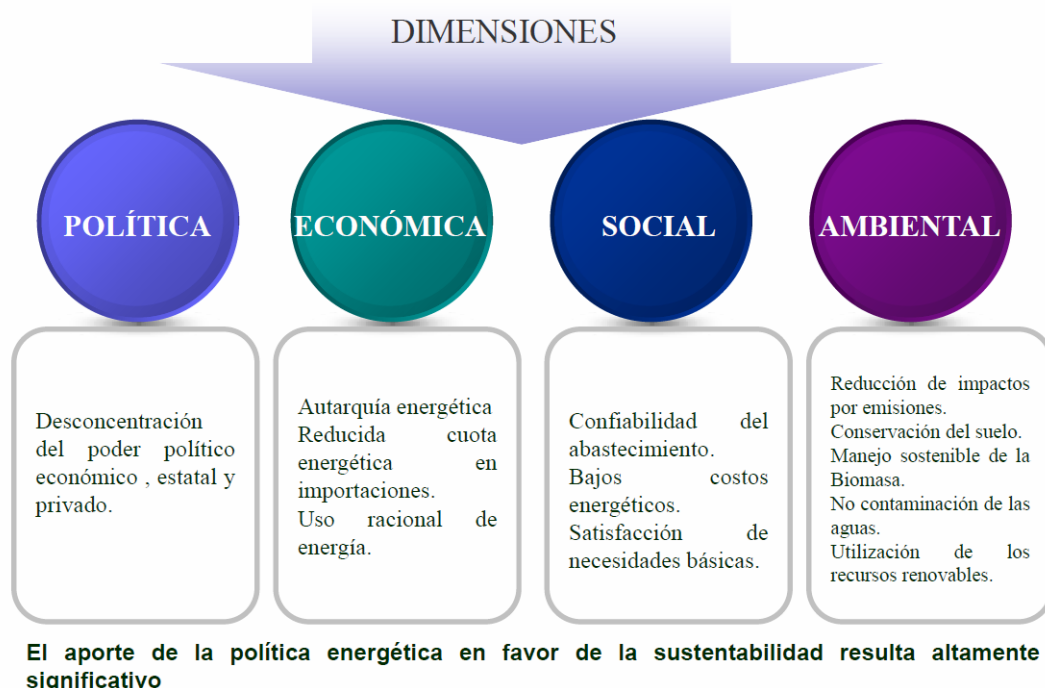 DIMENSIONES
POLÍTICA
Desconcentración
del poder político
económico , estatal y
privado.
ECONÓMICA
Autarquía energética
Reducida cuota
energética en
importaciones.
Uso racional de
energía.
SOCIAL
Confiabilidad del
abastecimiento.
Bajos costos
energéticos.
Satisfacción de
necesidades básicas.
AMBIENTAL
Reducción de impactos
por emisiones.
Conservación del suelo.
Manejo sostenible de la
Biomasa.
No contaminación de las
aguas.
Utilización de los
recursos renovables.
El aporte de la política energética en favor de la sustentabilidad resulta altamente
significativo